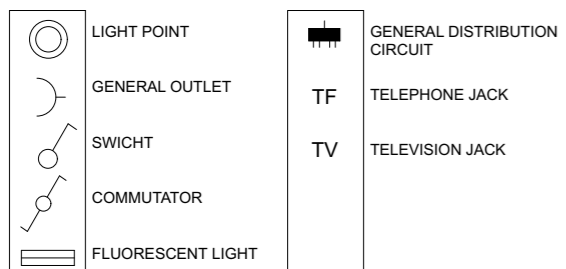 LIGHT POINT
GENERAL OUTLET
SWICHT
COMMUTATOR
FLUORESCENT LIGHT
GENERAL DISTRIBUTION
CIRCUIT
TF TELEPHONE JACK
TV TELEVISION JACK